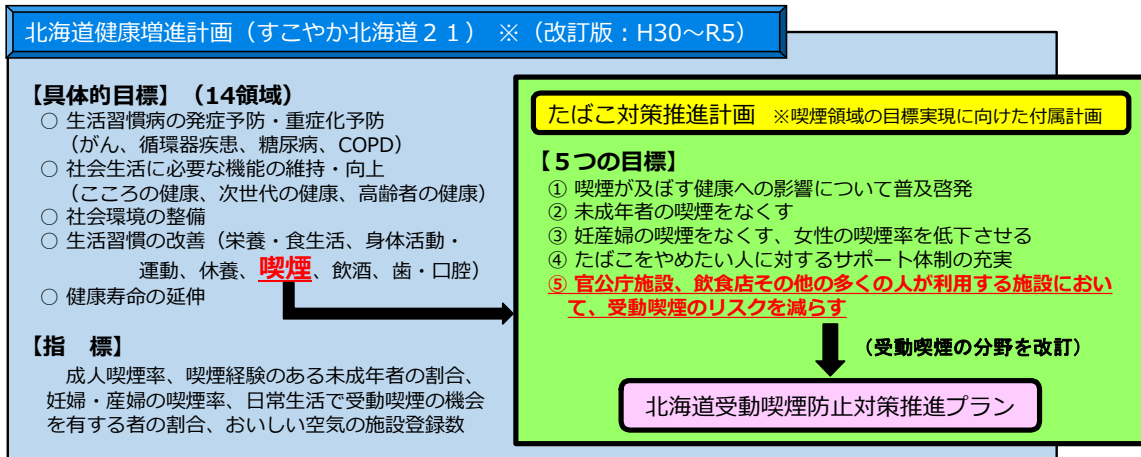 北海道健康増進計画（すこやか北海道２１） ※（改訂版：H30～R5）
【具体的目標】（14領域）
○ 生活習慣病の発症予防・重症化予防
（がん、循環器疾患、糖尿病、COPD）
○ 社会生活に必要な機能の維持・向上
（こころの健康、次世代の健康、高齢者の健康）
○ 社会環境の整備
○ 生活習慣の改善（栄養・食生活、身体活動・
運動、休養、喫煙、飲酒、歯・口腔）
○ 健康寿命の延伸
【指　標】
成人喫煙率、喫煙経験のある未成年者の割合、
妊婦・産婦の喫煙率、日常生活で受動喫煙の機会
を有する者の割合、おいしい空気の施設登録数
たばこ対策推進計画 ※喫煙領域の目標実現に向けた付属計画
【５つの目標】
① 喫煙が及ぼす健康への影響について普及啓発
② 未成年者の喫煙をなくす
③ 妊産婦の喫煙をなくす、女性の喫煙率を低下させる
④ たばこをやめたい人に対するサポート体制の充実
⑤ 官公庁施設、飲食店その他の多くの人が利用する施設におい
て、受動喫煙のリスクを減らす
（受動喫煙の分野を改訂）
北海道受動喫煙防止対策推進プラン